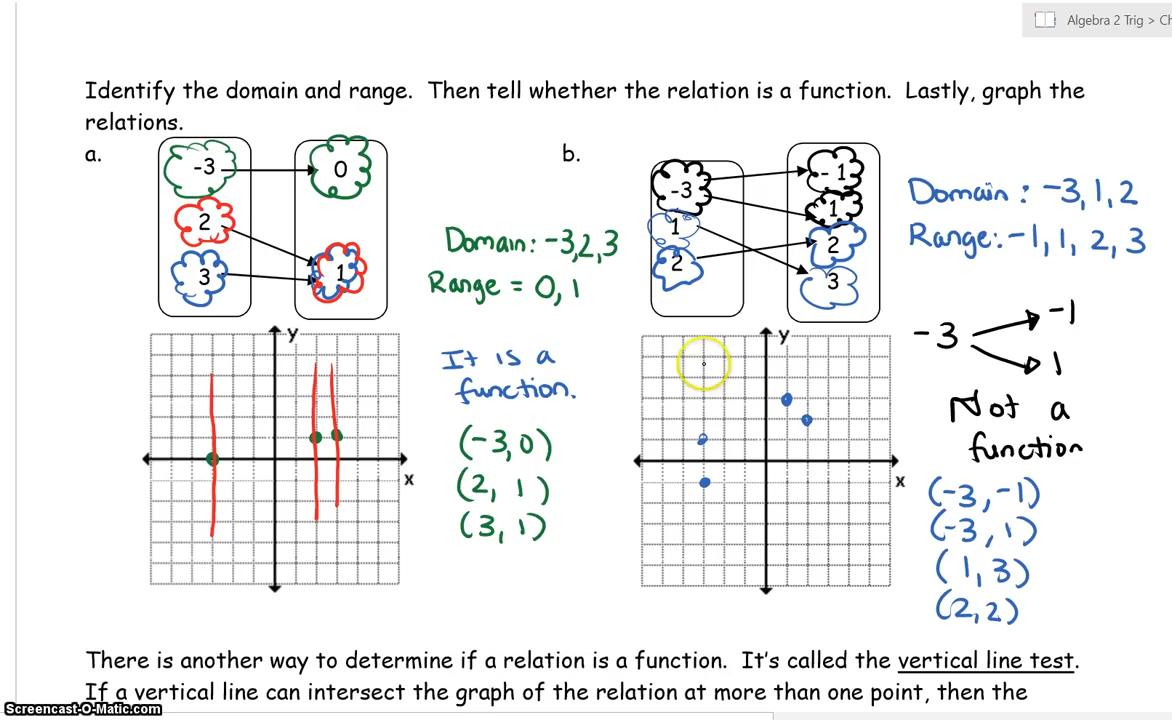 Algebra 2 Trig > Ch
Identify the domain and range. Then tell whether the relation is a function. Lastly, graph the
relations.
a.
-3
2
3
0
1
Domain: -3,2,3
Range = 0, 1
y
x
It is a
function.
(-3,0)
(2, 1)
(3, 1)
b.
-3
1
2
-1
1
2
3
Domain: -3,1,2
Range: -1, 1, 2, 3
y
x
-3
-1
1
Not a
function
(-3,-1)
(-3,1)
(1,3)
(2,2)
There is another way to determine if a relation is a function. It's called the vertical line test.
If a vertical line can intersect the graph of the relation at more than one point, then the
Screencast-O-Matic.com